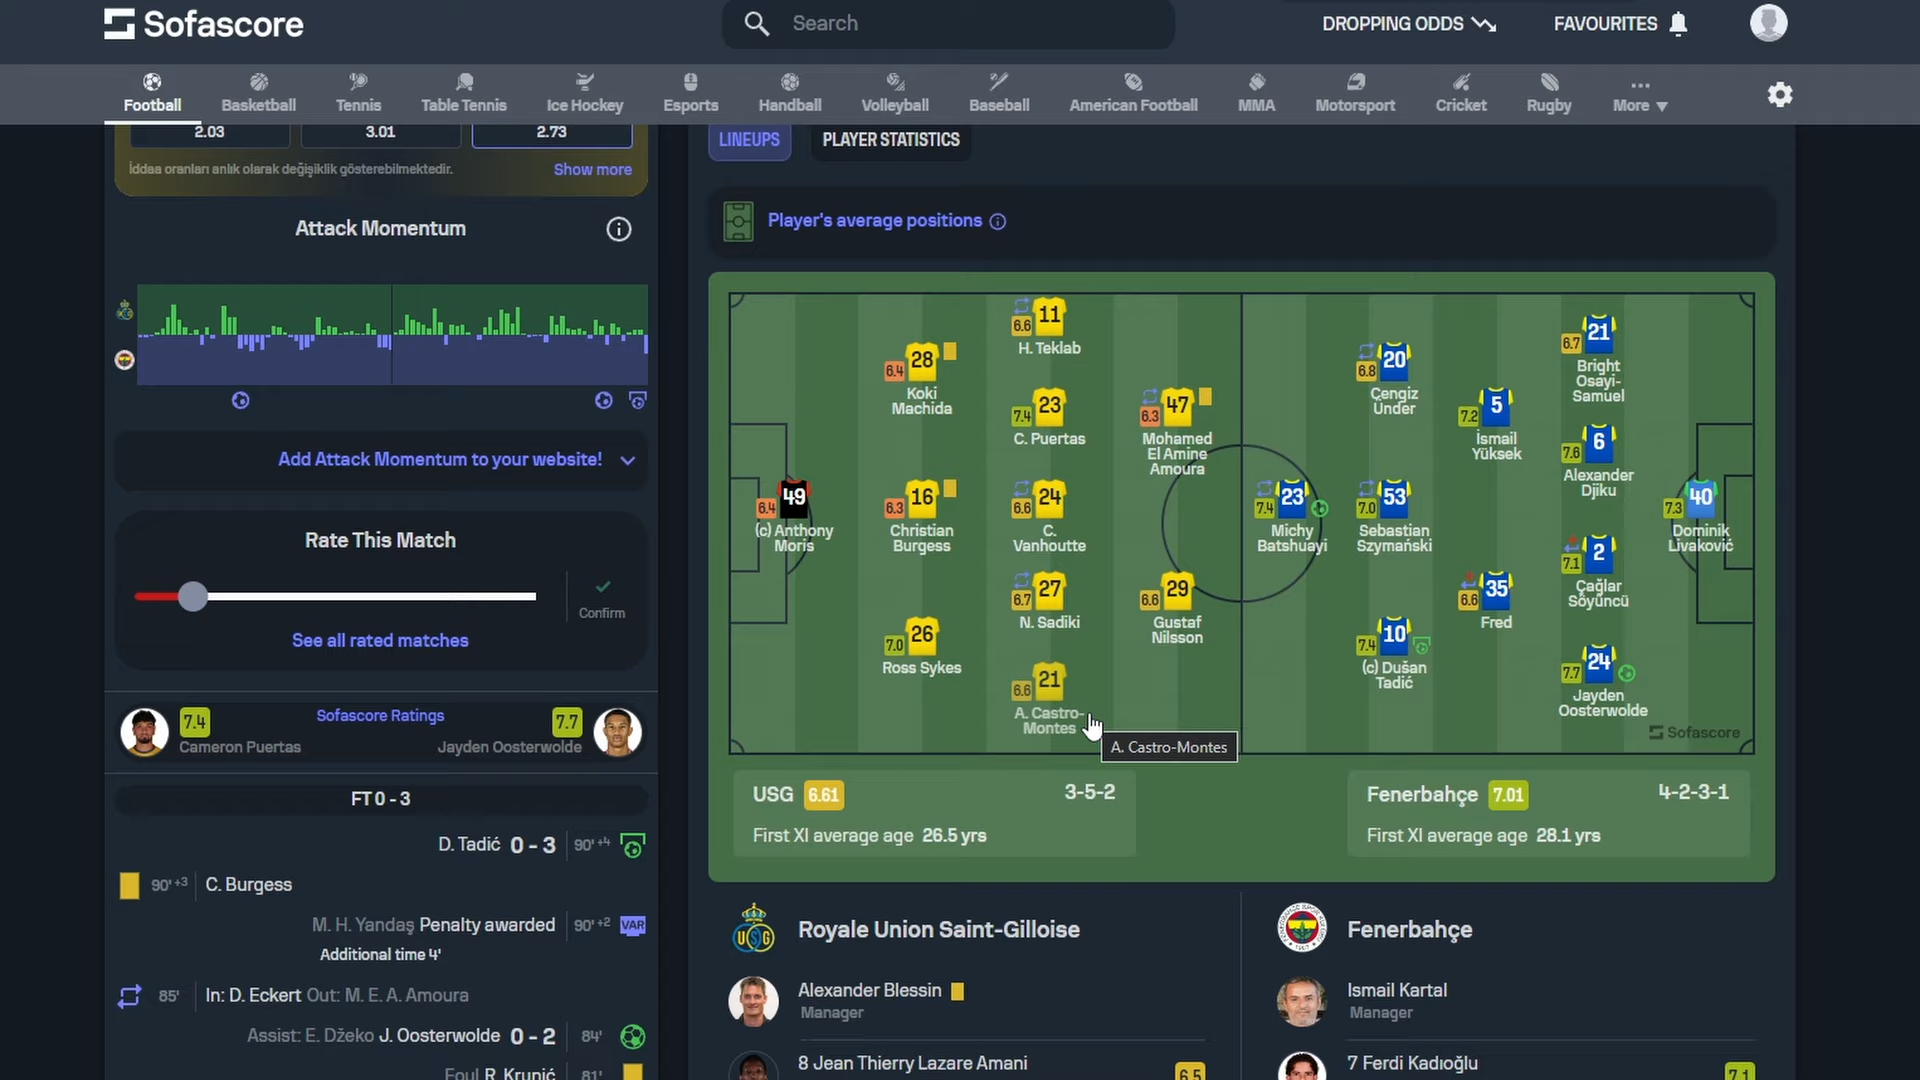 Sofascore
Search
DROPPING ODDS
FAVOURITES
Football
Basketball
Tennis
Table Tennis
Ice Hockey
Esports
Handball
Volleyball
Baseball
American Football
MMA
Motorsport
Cricket
Rugby
More
2.03
3.01
2.73
İddaa oranları anlık olarak değişiklik gösterebilmektedir.
Show more
Attack Momentum
Add Attack Momentum to your website!
Rate This Match
Confirm
See all rated matches
7.4
Sofascore Ratings
7.7
Cameron Puertas
Jayden Oosterwolde
FT 0 - 3
D. Tadić 0 - 3 90'+4
90'+3 C. Burgess
M. H. Yandaş Penalty awarded 90'+2 VAR
Additional time 4'
85' In: D. Eckert Out: M. E. A. Amoura
Assist: E. Džeko J. Oosterwolde 0 - 2 84'
Foul R. Krunić 81'
LINEUPS
PLAYER STATISTICS
Player's average positions
49
6.4
(c) Anthony
Moris
28
6.4
Koki
Machida
16
6.3
Christian
Burgess
26
7.0
Ross Sykes
11
6.6
H. Teklab
23
7.4
C. Puertas
24
6.6
C.
Vanhoutte
27
6.7
N. Sadiki
21
6.6
A. Castro-
Montes
A. Castro-Montes
47
6.3
Mohamed
El Amine
Amoura
29
6.6
Gustaf
Nilsson
23
7.4
Michy
Batshuayi
20
6.8
Çengiz
Ünder
53
7.0
Sebastian
Szymański
10
7.4
(c) Dušan
Tadić
5
7.2
İsmail
Yüksek
35
6.6
Fred
21
6.7
Bright
Osayi-
Samuel
6
7.6
Alexander
Djiku
2
7.1
Çağlar
Söyüncü
24
7.7
Jayden
Oosterwolde
40
7.3
Dominik
Livaković
Sofascore
USG 6.61 3-5-2
First XI average age 26.5 yrs
Fenerbahçe 7.01 4-2-3-1
First XI average age 28.1 yrs
USG
Royale Union Saint-Gilloise
Alexander Blessin
Manager
8 Jean Thierry Lazare Amani
6.5
Fenerbahçe
Ismail Kartal
Manager
7 Ferdi Kadıoğlu
7.1